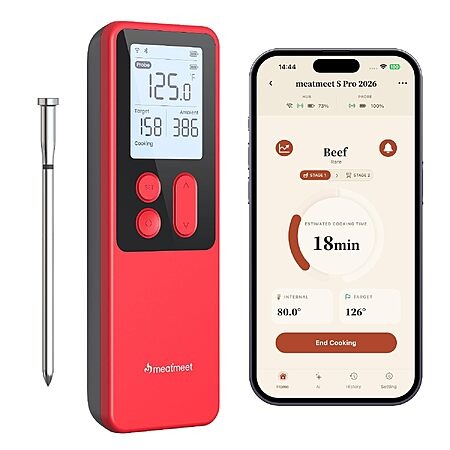 Probe
125.0°F
Target
Ambient
158
386
Cooking
SET
meatmeet
14:44
100
meatmeet S Pro 2026
HUB
PROBE
73%
100%
Beef
Rare
STAGE 1
STAGE 2
ESTIMATED COOKING TIME
18min
INTERNAL
TARGET
80.0°
126°
End Cooking
Home
AI
History
Setting